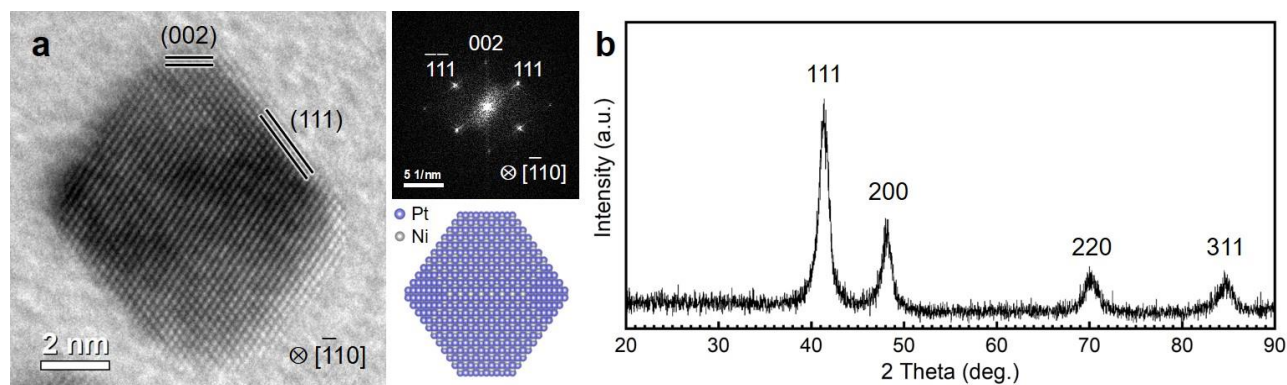 a
(002)
(111)
2 nm
⊗ [1̅10]
002
1̅1̅1 111
5 1/nm
⊗ [1̅10]
Pt
Ni
b
Intensity (a.u.)
111
200
220
311
20 30 40 50 60 70 80 90
2 Theta (deg.)